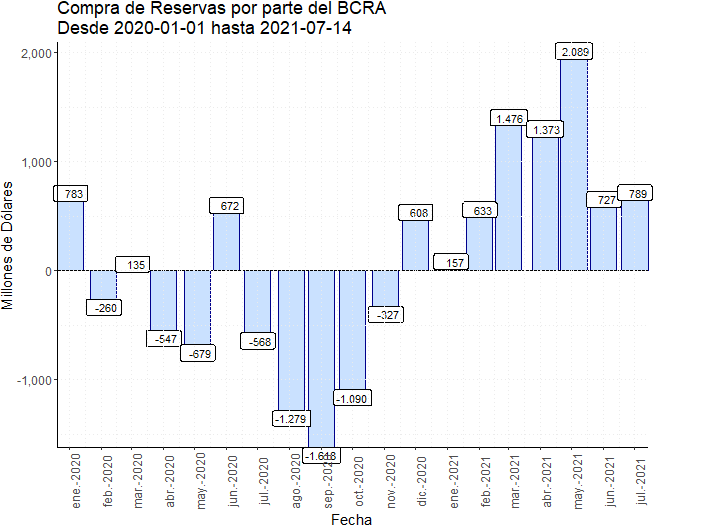 Compra de Reservas por parte del BCRA
Desde 2020-01-01 hasta 2021-07-14
Millones de Dólares
2,000
1,000
0
-1,000
783
-260
135
-547
-679
672
-568
-1.279
-1.618
-1.090
-327
608
157
633
1.476
1.373
2.089
727
789
ene.-2020
feb.-2020
mar.-2020
abr.-2020
may.-2020
jun.-2020
jul.-2020
ago.-2020
sep.-2020
oct.-2020
nov.-2020
dic.-2020
ene.-2021
feb.-2021
mar.-2021
abr.-2021
may.-2021
jun.-2021
jul.-2021
Fecha